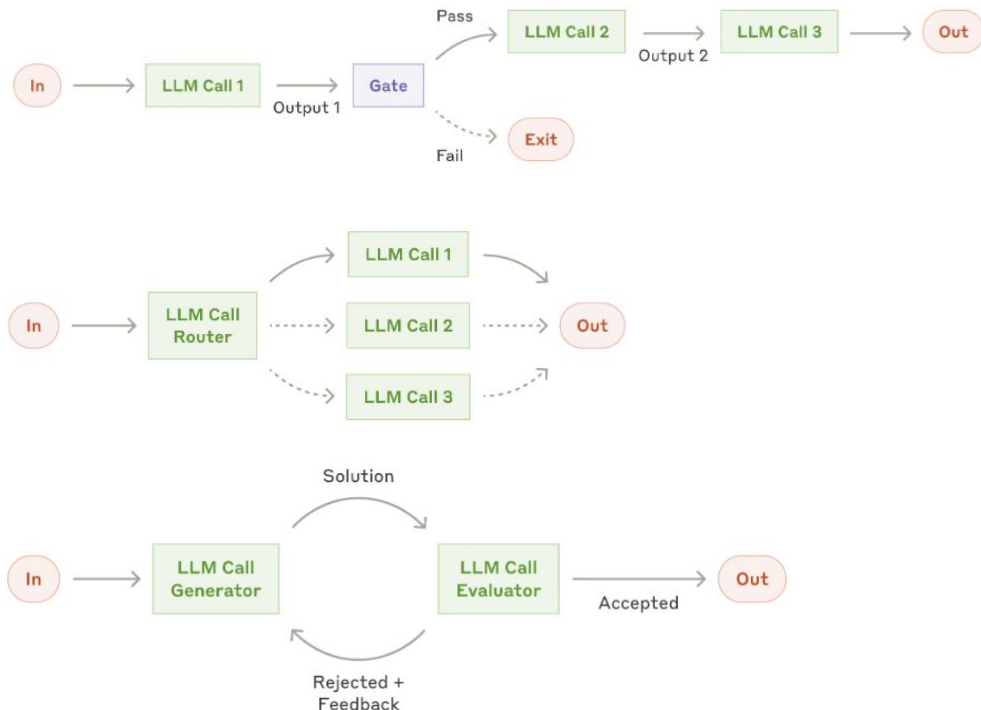 Pass
LLM Call 2
LLM Call 3
Out
Output 2
In
LLM Call 1
Gate
Output 1
Exit
Fail
LLM Call 1
In
LLM Call
Router
LLM Call 2
Out
LLM Call 3
Solution
In
LLM Call
Generator
LLM Call
Evaluator
Out
Accepted
Rejected +
Feedback